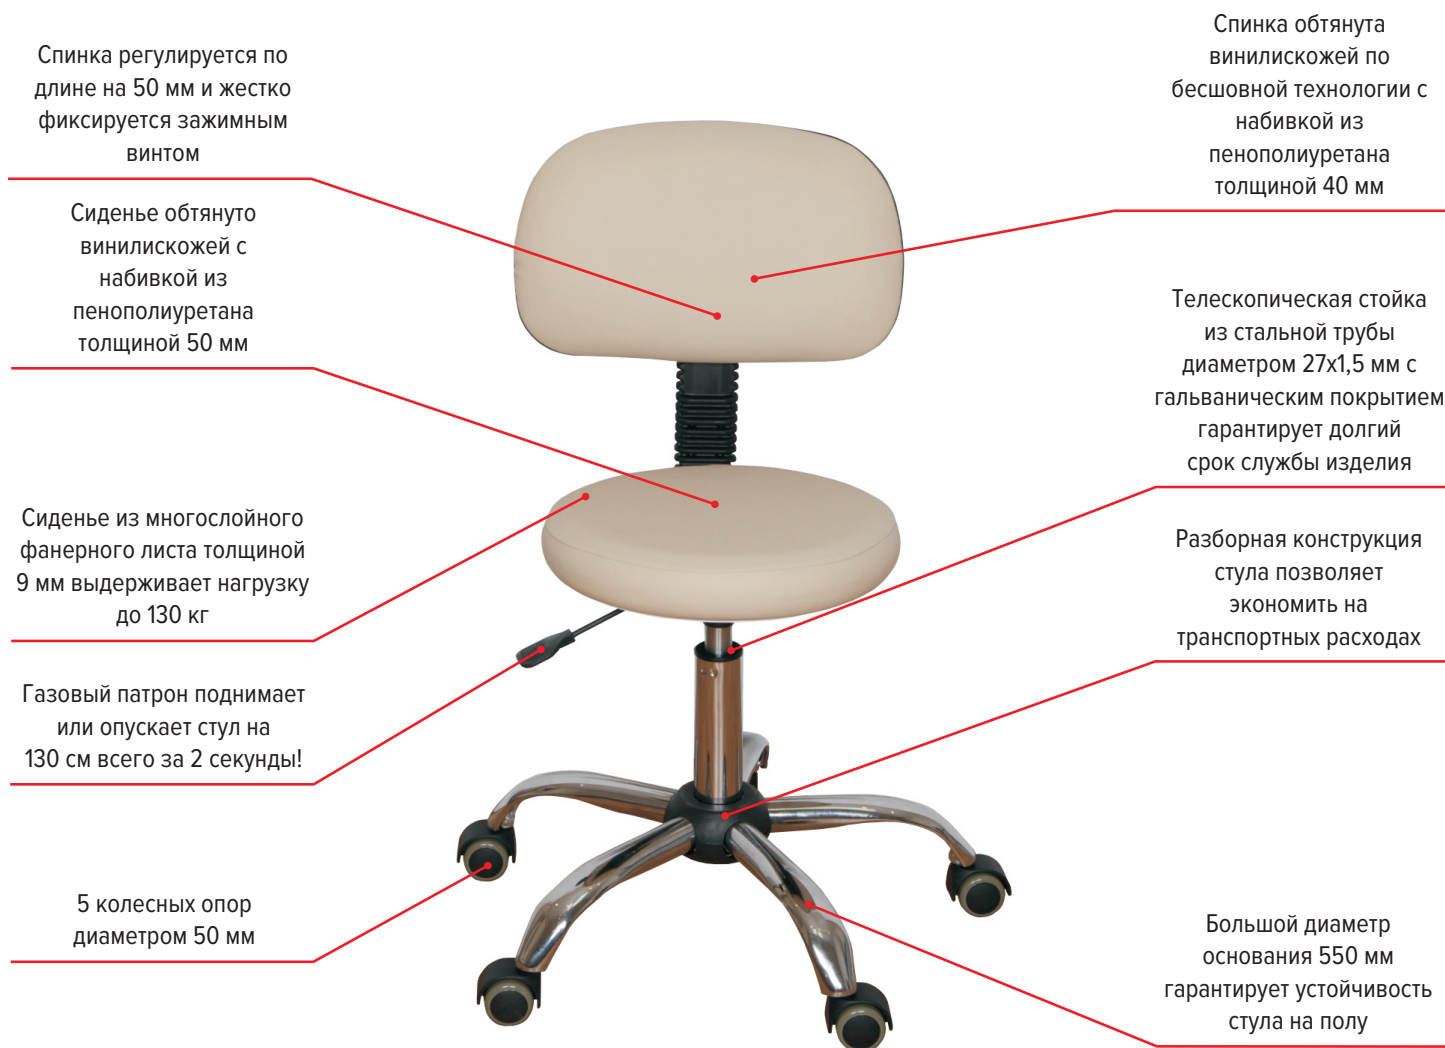 Спинка регулируется по
длине на 50 мм и жестко
фиксируется зажимным
винтом
Сиденье обтянуто
винилискожей с
набивкой из
пенополиуретана
толщиной 50 мм
Сиденье из многослойного
фанерного листа толщиной
9 мм выдерживает нагрузку
до 130 кг
Газовый патрон поднимает
или опускает стул на
130 см всего за 2 секунды!
5 колесных опор
диаметром 50 мм
Спинка обтянута
винилискожей по
бесшовной технологии с
набивкой из
пенополиуретана
толщиной 40 мм
Телескопическая стойка
из стальной трубы
диаметром 27х1,5 мм с
гальваническим покрытием
гарантирует долгий
срок службы изделия
Разборная конструкция
стула позволяет
экономить на
транспортных расходах
Большой диаметр
основания 550 мм
гарантирует устойчивость
стула на полу